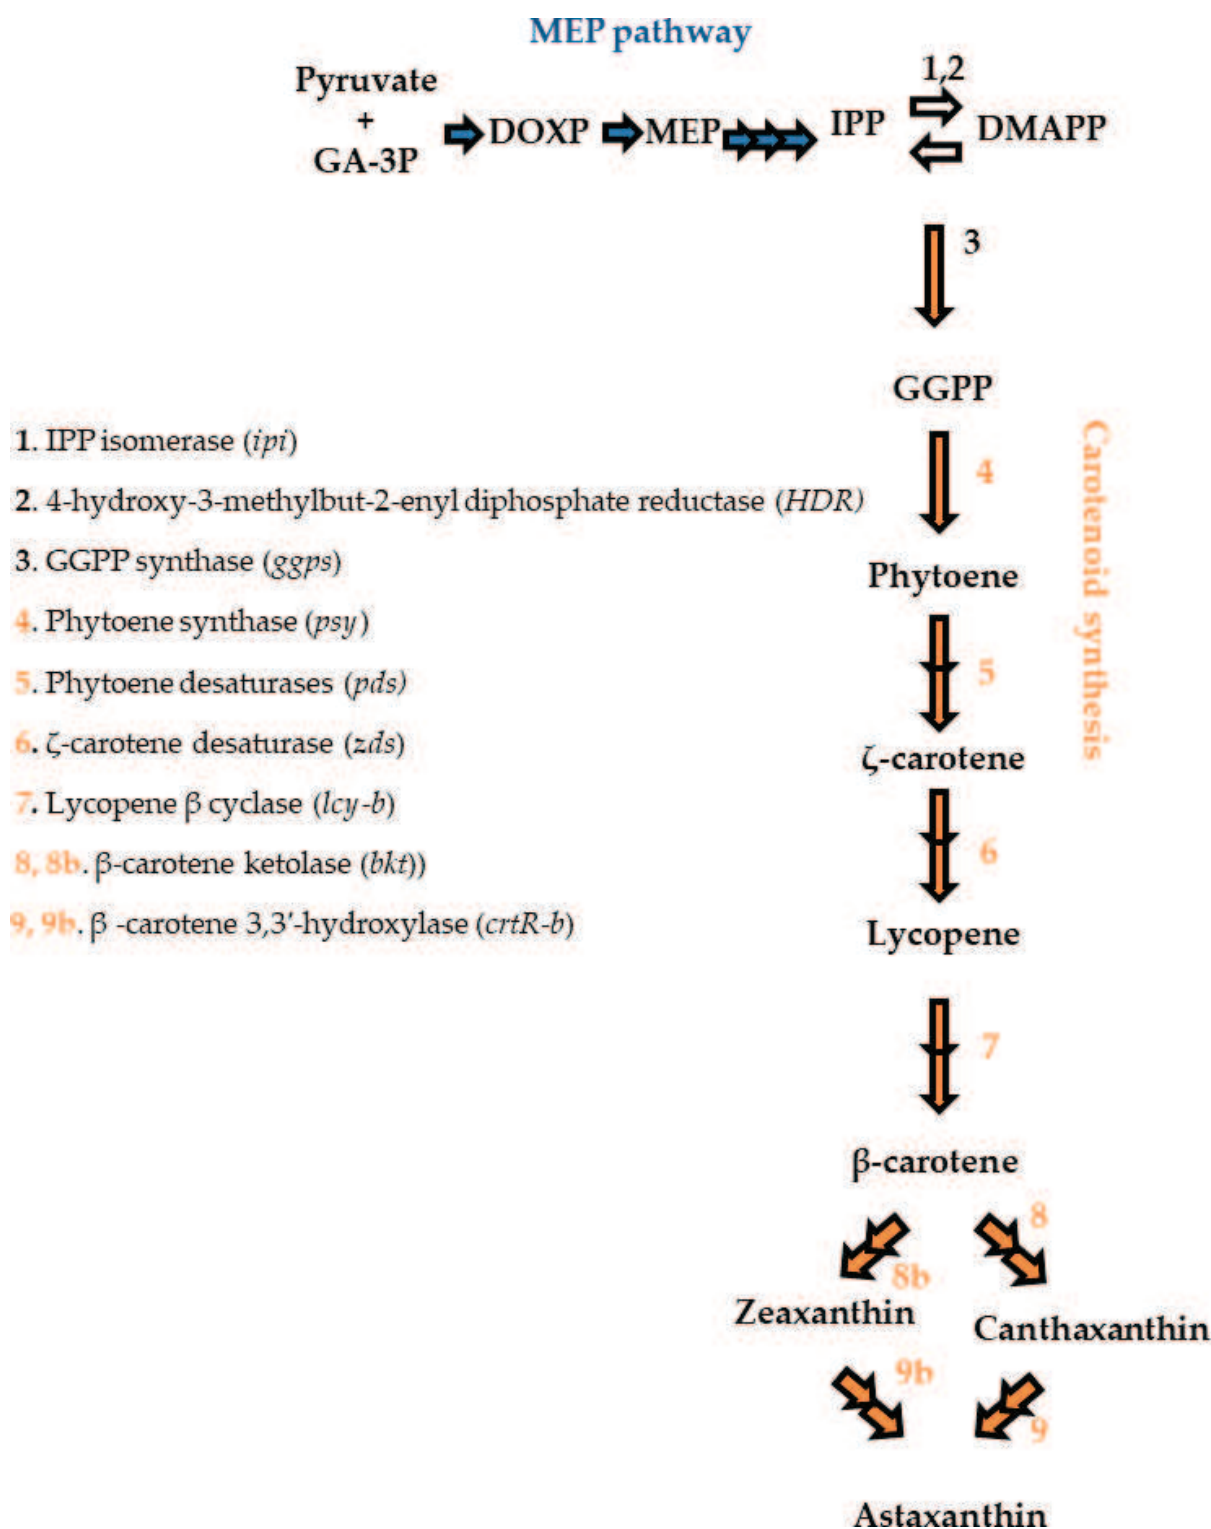 MEP pathway
Pyruvate
+
GA-3P
DOXP
MEP
IPP
1,2
DMAPP
3
GGPP
4
Phytoene
5
ζ-carotene
6
Lycopene
7
β-carotene
8
8b
Zeaxanthin
Canthaxanthin
9b
9
Astaxanthin
Carotenoid synthesis
1. IPP isomerase (ipi)
2. 4-hydroxy-3-methylbut-2-enyl diphosphate reductase (HDR)
3. GGPP synthase (ggps)
4. Phytoene synthase (psy)
5. Phytoene desaturases (pds)
6. ζ-carotene desaturase (zds)
7. Lycopene β cyclase (lcy-b)
8, 8b. β-carotene ketolase (bkt))
9, 9b. β -carotene 3,3′-hydroxylase (crtR-b)